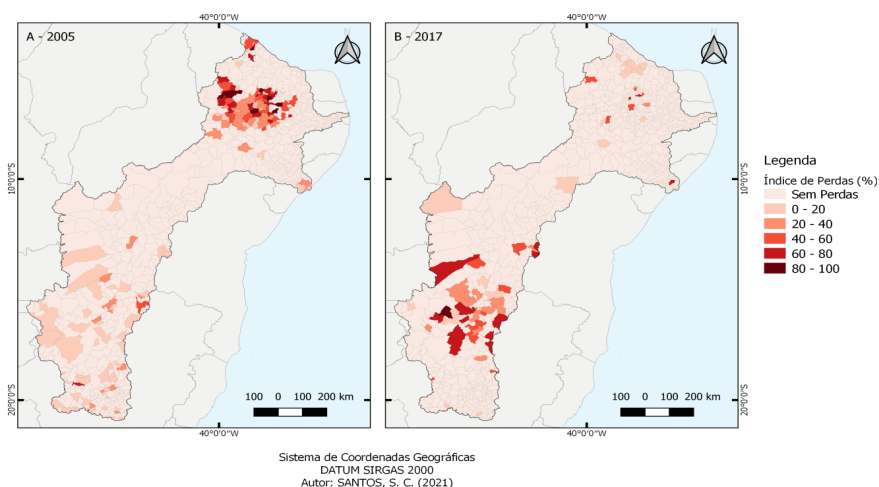 40°0'0"W
40°0'0"W
A - 2005
N
B - 2017
N
10°0'0"S
10°0'0"S
20°0'0"S
20°0'0"S
Legenda
Índice de Perdas (%)
Sem Perdas
0 - 20
20 - 40
40 - 60
60 - 80
80 - 100
100 0 100 200 km
100 0 100 200 km
40°0'0"W
40°0'0"W
Sistema de Coordenadas Geográficas
DATUM SIRGAS 2000
Autor: SANTOS, S. C. (2021)